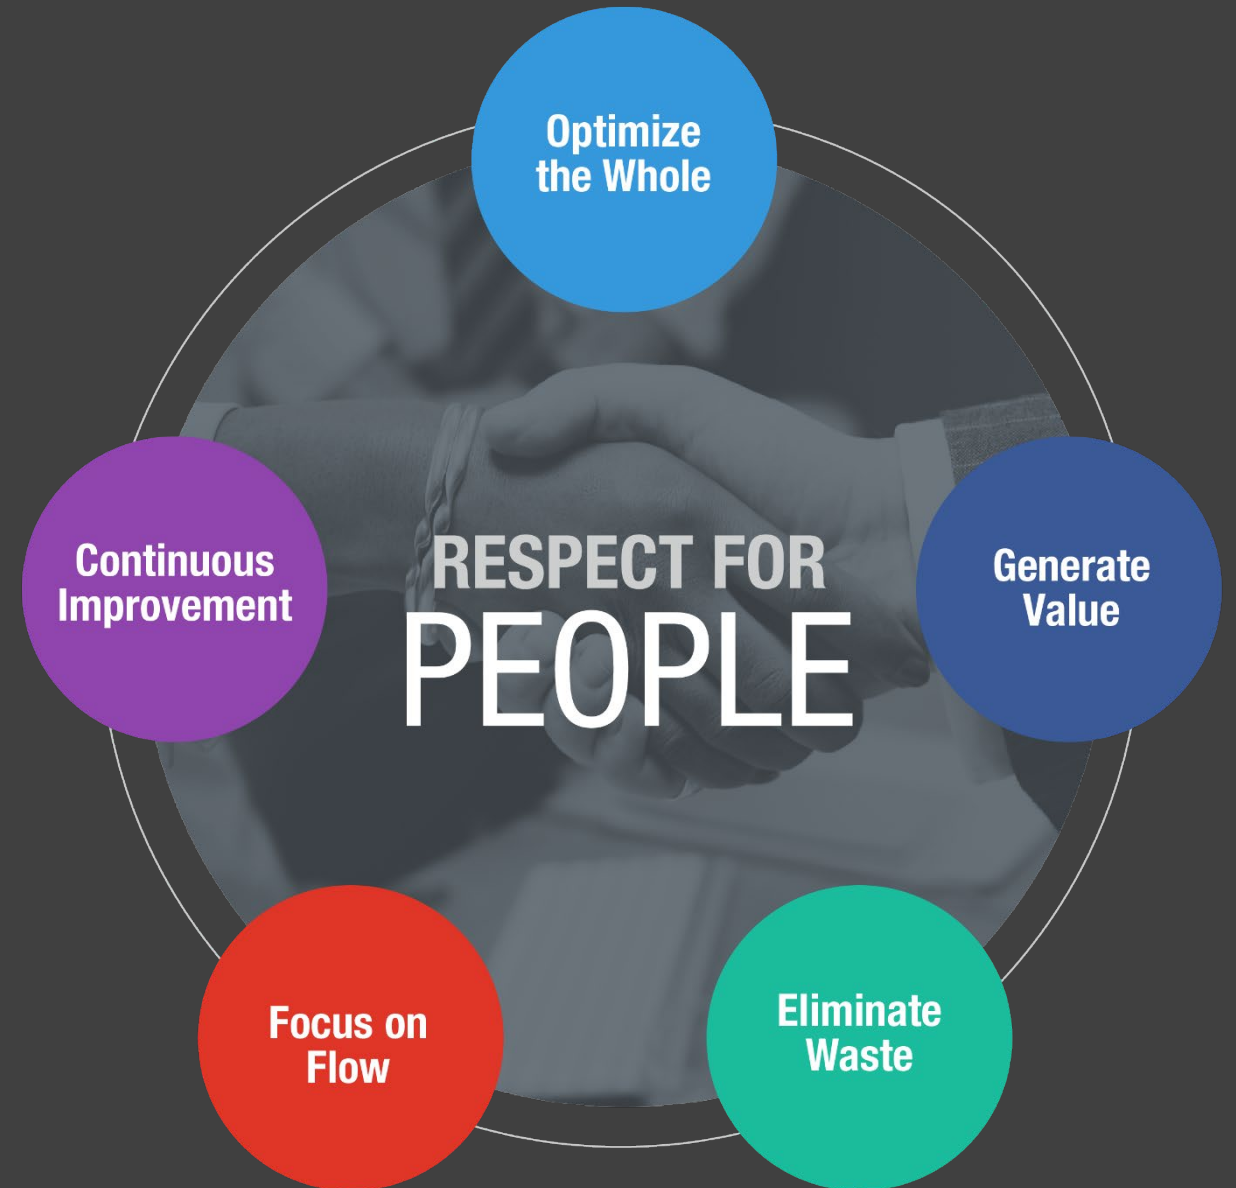 Optimize
the Whole
Continuous
Improvement
RESPECT FOR
PEOPLE
Generate
Value
Focus on
Flow
Eliminate
Waste